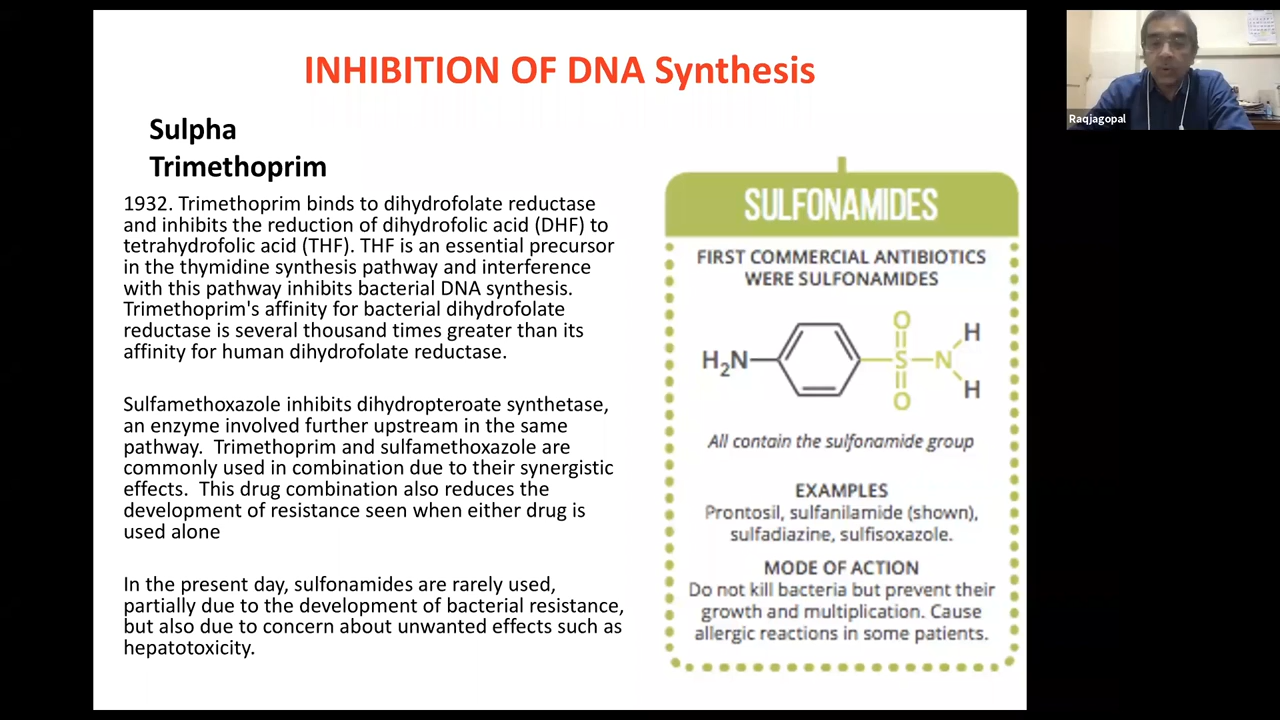 INHIBITION OF DNA Synthesis
Sulpha
Trimethoprim
1932. Trimethoprim binds to dihydrofolate reductase
and inhibits the reduction of dihydrofolic acid (DHF) to
tetrahydrofolic acid (THF). THF is an essential precursor
in the thymidine synthesis pathway and interference
with this pathway inhibits bacterial DNA synthesis.
Trimethoprim's affinity for bacterial dihydrofolate
reductase is several thousand times greater than its
affinity for human dihydrofolate reductase.
Sulfamethoxazole inhibits dihydropteroate synthetase,
an enzyme involved further upstream in the same
pathway.  Trimethoprim and sulfamethoxazole are
commonly used in combination due to their synergistic
effects.  This drug combination also reduces the
development of resistance seen when either drug is
used alone
In the present day, sulfonamides are rarely used,
partially due to the development of bacterial resistance,
but also due to concern about unwanted effects such as
hepatotoxicity.
SULFONAMIDES
FIRST COMMERCIAL ANTIBIOTICS
WERE SULFONAMIDES
O
H
H₂N S N
H
O
All contain the sulfonamide group
EXAMPLES
Prontosil, sulfanilamide (shown),
sulfadiazine, sulfisoxazole.
MODE OF ACTION
Do not kill bacteria but prevent their
growth and multiplication. Cause
allergic reactions in some patients.
Raqjagopal